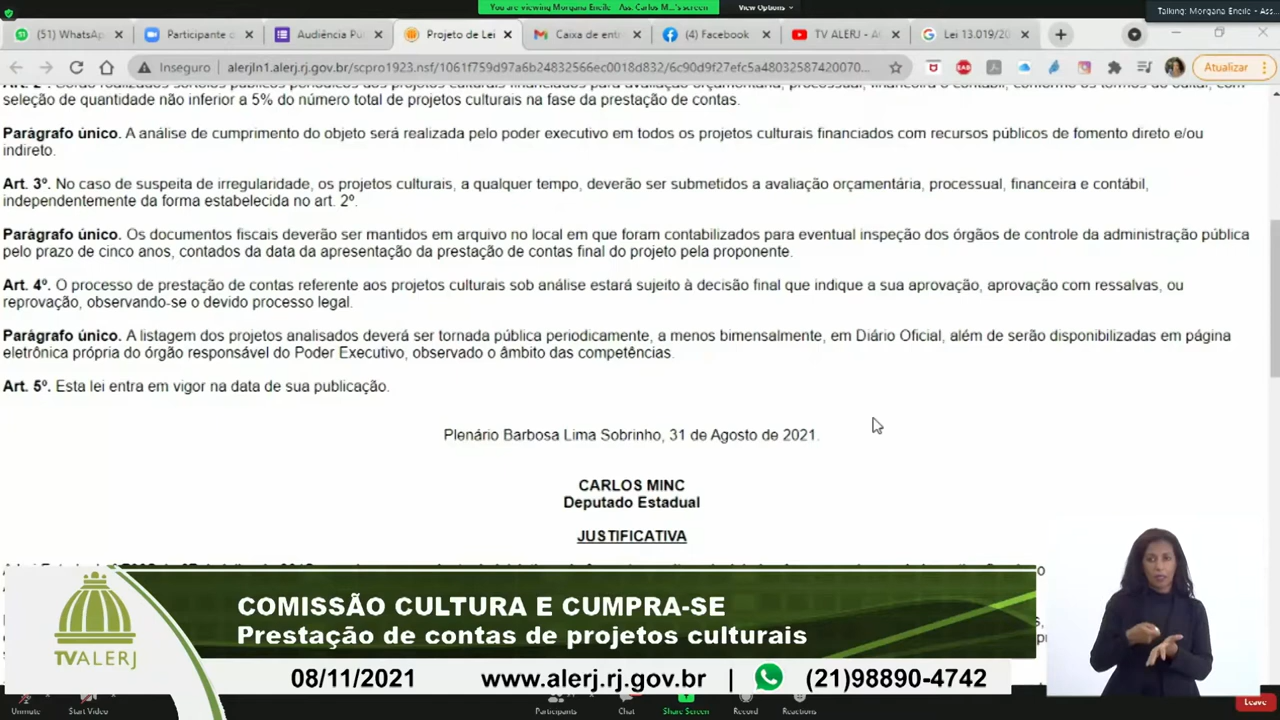 You are viewing Morgana Eneile - Ass. Carlos M...'s screen
View Options
Talking: Morgana Eneile - Ass...
(51) WhatsAp
Participante d
Audiência Pú
Projeto de Lei
Caixa de entr
(4) Facebook
TV ALERJ - A
Lei 13.019/20
Inseguro
alerjln1.alerj.rj.gov.br/scpro1923.nsf/1061f759d97a6b24832566ec0018d832/6c90d9f27efc5a48032587420070...
Atualizar
seleção de quantidade não inferior a 5% do número total de projetos culturais na fase da prestação de contas.
Parágrafo único. A análise de cumprimento do objeto será realizada pelo poder executivo em todos os projetos culturais financiados com recursos públicos de fomento direto e/ou
indireto.
Art. 3º. No caso de suspeita de irregularidade, os projetos culturais, a qualquer tempo, deverão ser submetidos a avaliação orçamentária, processual, financeira e contábil,
independentemente da forma estabelecida no art. 2º.
Parágrafo único. Os documentos fiscais deverão ser mantidos em arquivo no local em que foram contabilizados para eventual inspeção dos órgãos de controle da administração pública
pelo prazo de cinco anos, contados da data da apresentação da prestação de contas final do projeto pela proponente.
Art. 4º. O processo de prestação de contas referente aos projetos culturais sob análise estará sujeito à decisão final que indique a sua aprovação, aprovação com ressalvas, ou
reprovação, observando-se o devido processo legal.
Parágrafo único. A listagem dos projetos analisados deverá ser tornada pública periodicamente, a menos bimensalmente, em Diário Oficial, além de serão disponibilizadas em página
eletrônica própria do órgão responsável do Poder Executivo, observado o âmbito das competências.
Art. 5º. Esta lei entra em vigor na data de sua publicação.
Plenário Barbosa Lima Sobrinho, 31 de Agosto de 2021.
CARLOS MINC
Deputado Estadual
JUSTIFICATIVA
COMISSÃO CULTURA E CUMPRA-SE
Prestação de contas de projetos culturais
TVALERJ
08/11/2021 www.alerj.rj.gov.br | (21)98890-4742
Unmute
Start Video
Participants
Chat
Share Screen
Record
Reactions
Leave